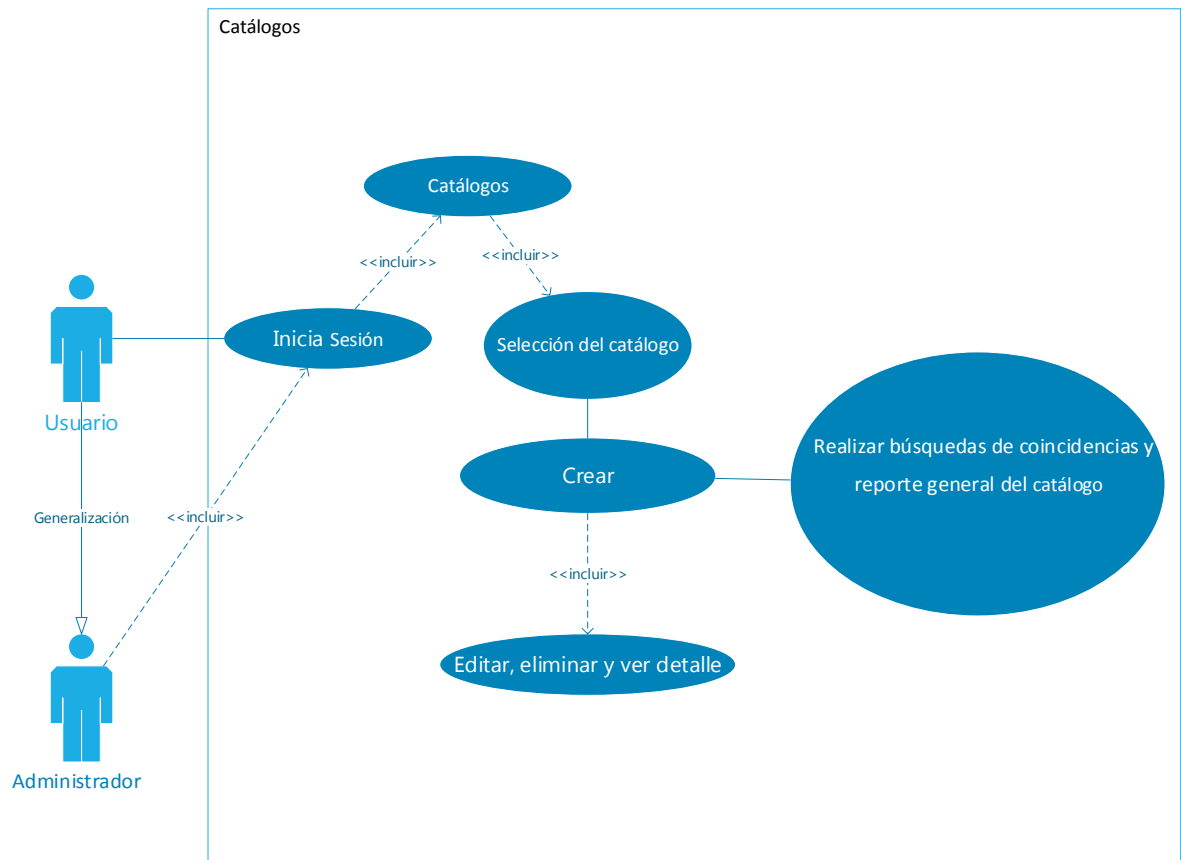 Catálogos
Catálogos
<<incluir>>
<<incluir>>
Inicia Sesión
Selección del catálogo
Usuario
Realizar búsquedas de coincidencias y
reporte general del catálogo
Crear
Generalización
<<incluir>>
<<incluir>>
Editar, eliminar y ver detalle
Administrador